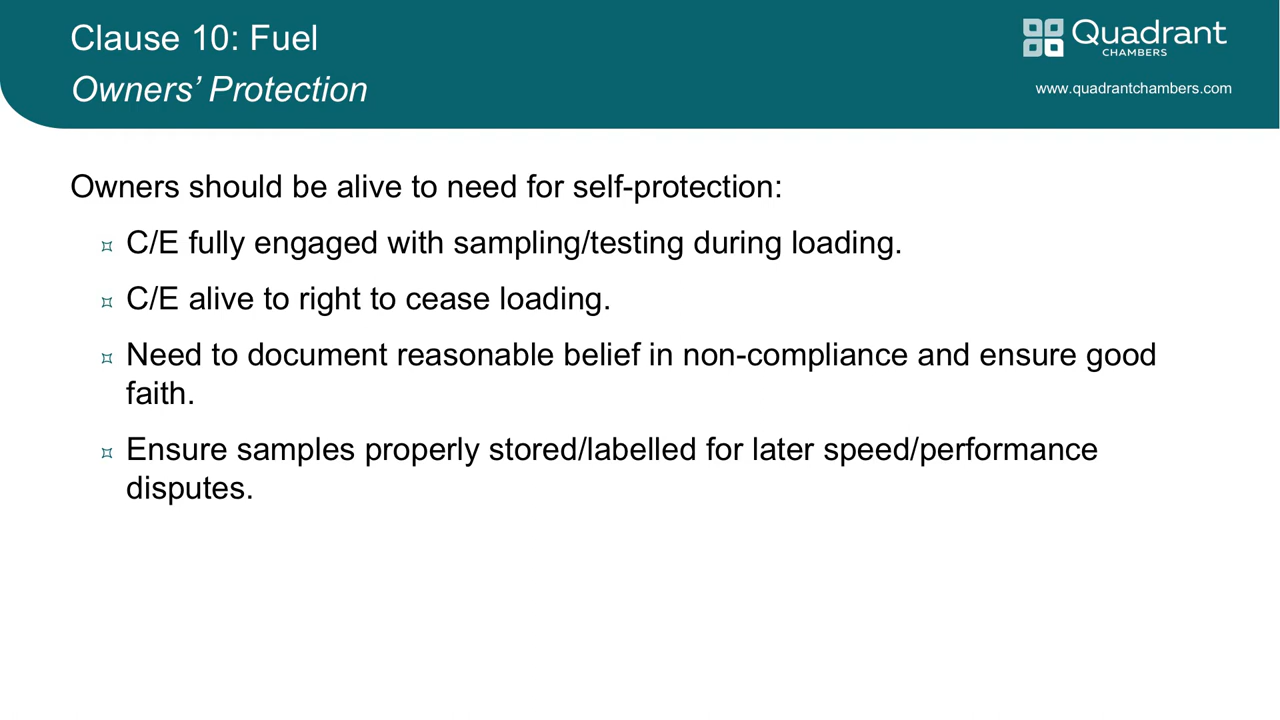 Clause 10: Fuel
Owners’ Protection
Quadrant
CHAMBERS
www.quadrantchambers.com
Owners should be alive to need for self-protection:
C/E fully engaged with sampling/testing during loading.
C/E alive to right to cease loading.
Need to document reasonable belief in non-compliance and ensure good
faith.
Ensure samples properly stored/labelled for later speed/performance
disputes.